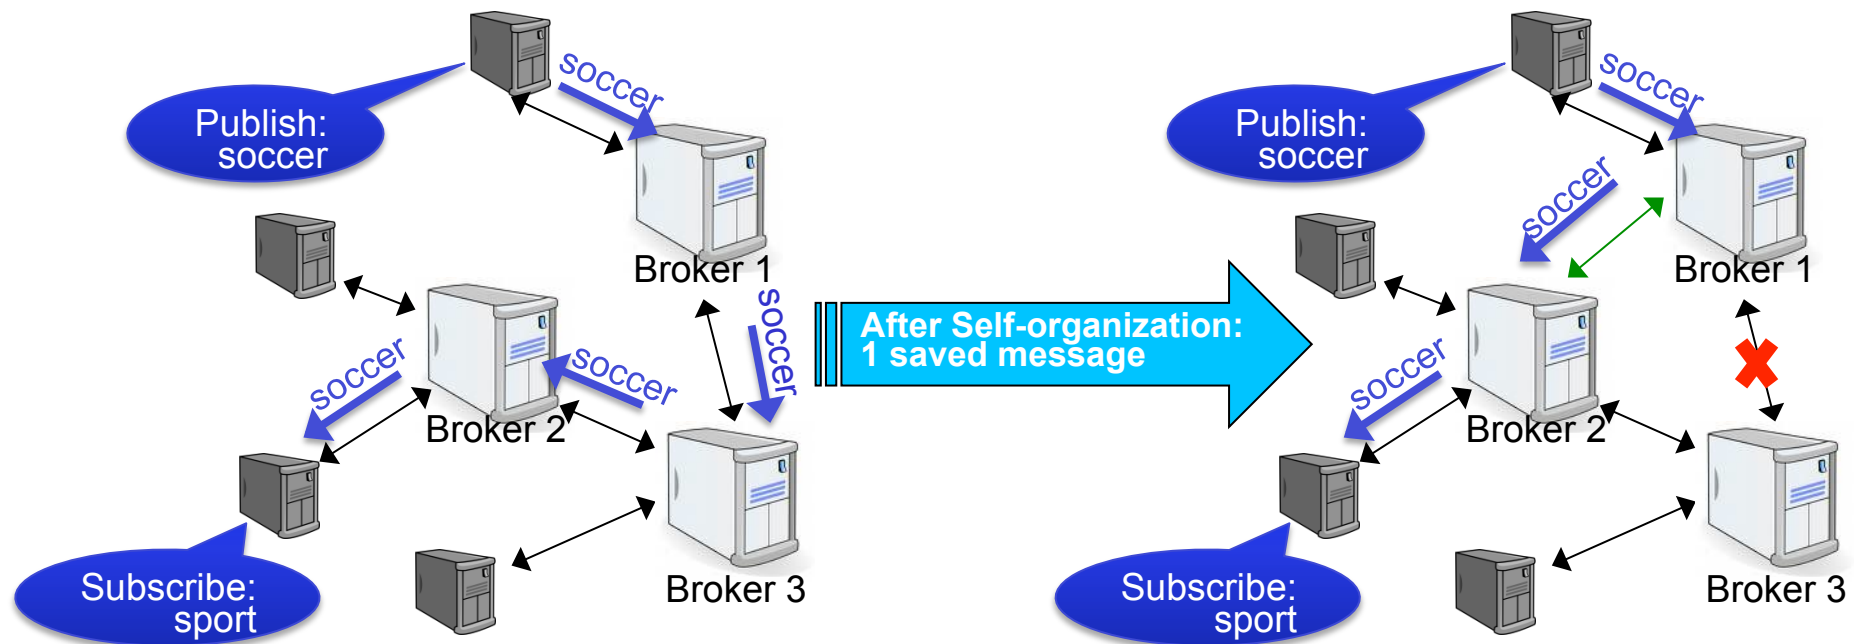 soccer
Publish:
soccer
Broker 1
soccer
soccer
soccer
Broker 2
Subscribe:
sport
Broker 3
After Self-organization:
1 saved message
soccer
Publish:
soccer
soccer
Broker 1
soccer
Broker 2
Subscribe:
sport
Broker 3